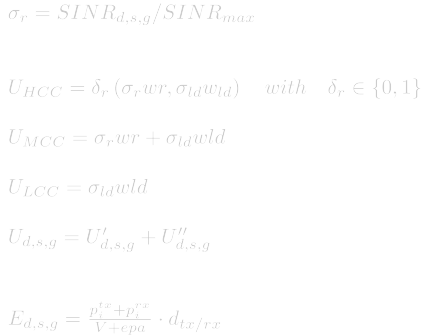 σ_r = SINR_{d,s,g}/SINR_{max}
U_{HCC} = δ_r (σ_r wr, σ_{ld} w_{ld})   with   δ_r ∈ {0, 1}
U_{MCC} = σ_r wr + σ_{ld} wld
U_{LCC} = σ_{ld} wld
U_{d,s,g} = U'_{d,s,g} + U''_{d,s,g}
E_{d,s,g} = \frac{p_i^{tx} + p_i^{rx}}{V + epa} · d_{tx/rx}